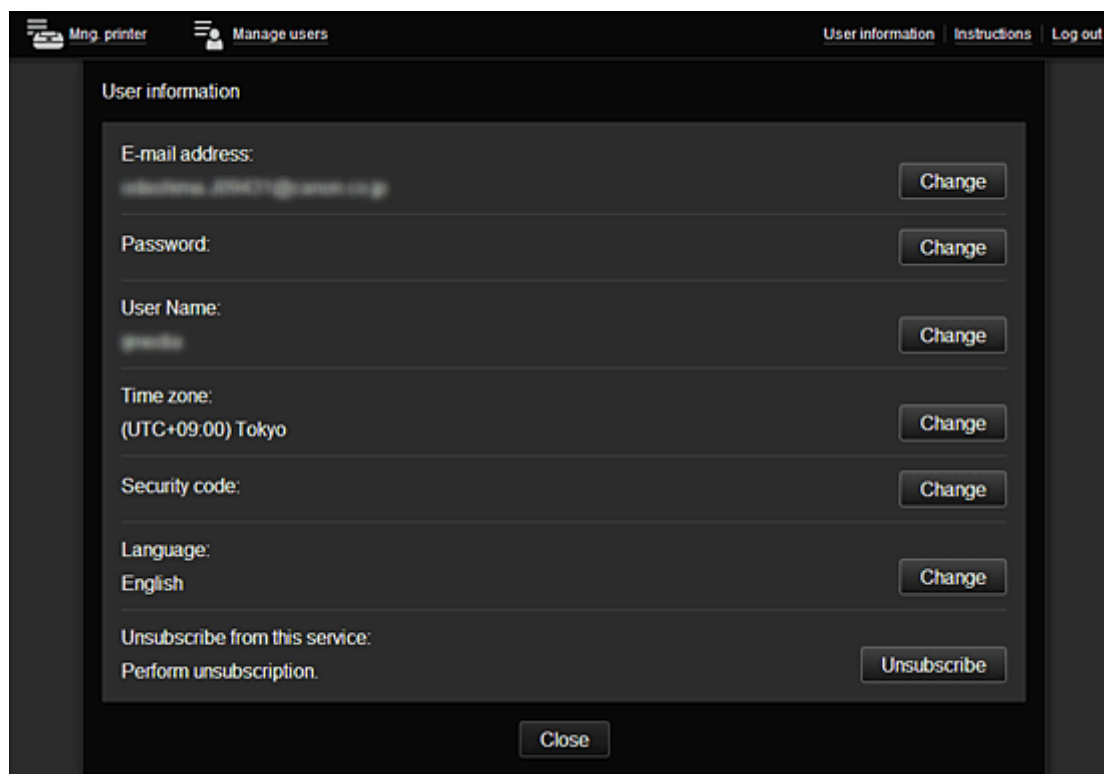 Mng. printer Manage users User information Instructions Log out
User information
E-mail address:
Change
Password:
Change
User Name:
Change
Time zone:
(UTC+09:00) Tokyo
Change
Security code:
Change
Language:
English
Change
Unsubscribe from this service:
Perform unsubscription.
Unsubscribe
Close